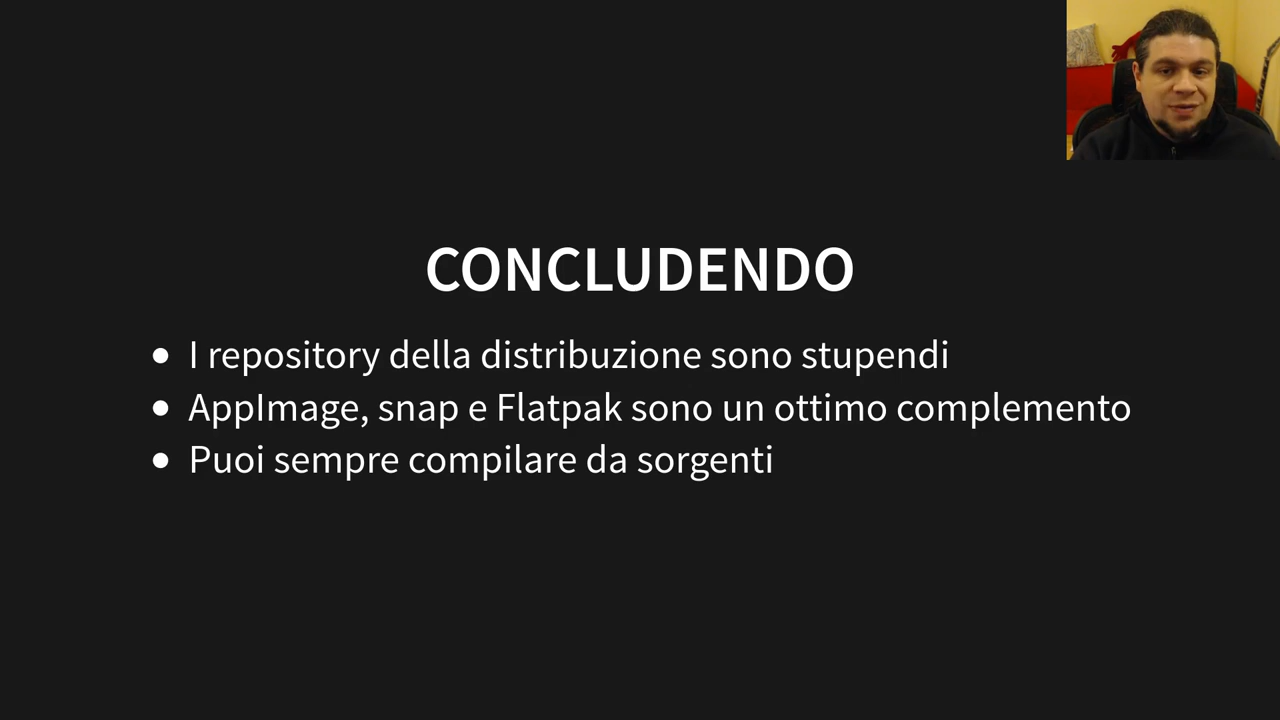 CONCLUDENDO
I repository della distribuzione sono stupendi
AppImage, snap e Flatpak sono un ottimo complemento
Puoi sempre compilare da sorgenti